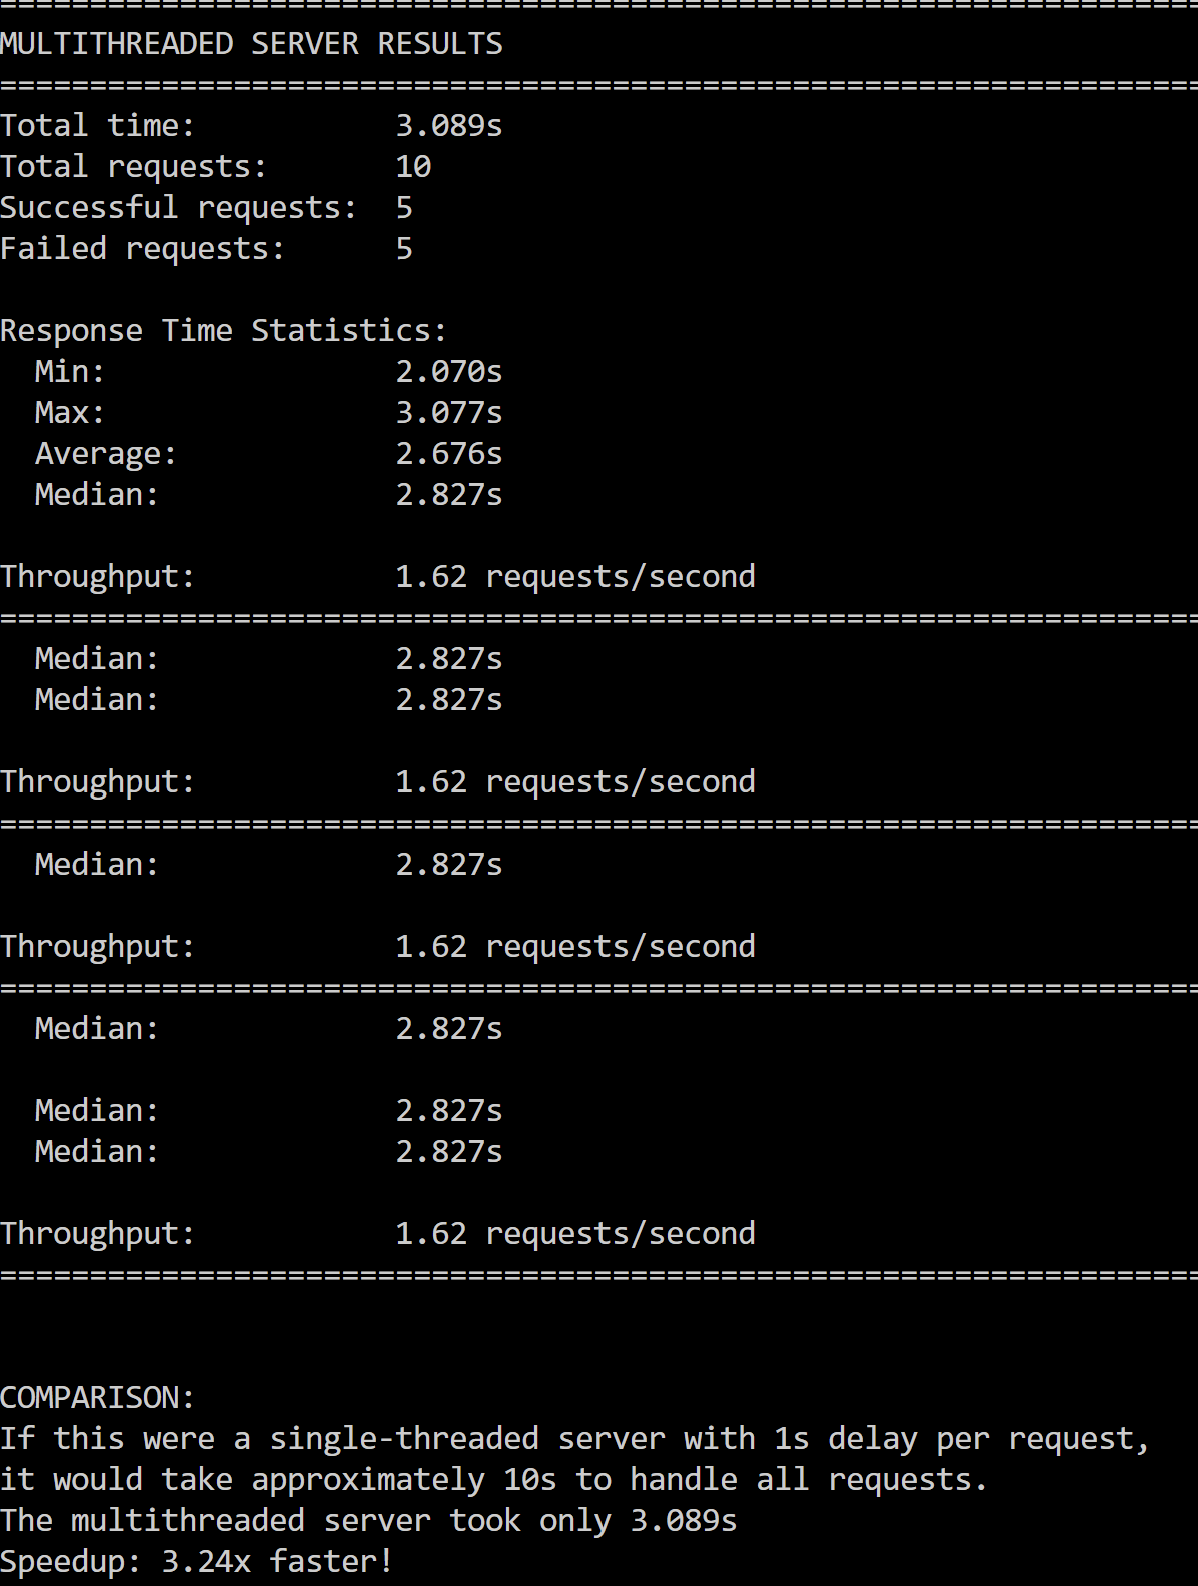 ====================================================================
MULTITHREADED SERVER RESULTS
====================================================================
Total time:           3.089s
Total requests:       10
Successful requests:  5
Failed requests:      5

Response Time Statistics:
  Min:                2.070s
  Max:                3.077s
  Average:            2.676s
  Median:             2.827s

Throughput:           1.62 requests/second
====================================================================
  Median:             2.827s
  Median:             2.827s

Throughput:           1.62 requests/second
====================================================================
  Median:             2.827s

Throughput:           1.62 requests/second
====================================================================
  Median:             2.827s

  Median:             2.827s
  Median:             2.827s

Throughput:           1.62 requests/second
====================================================================

COMPARISON:
If this were a single-threaded server with 1s delay per request,
it would take approximately 10s to handle all requests.
The multithreaded server took only 3.089s
Speedup: 3.24x faster!